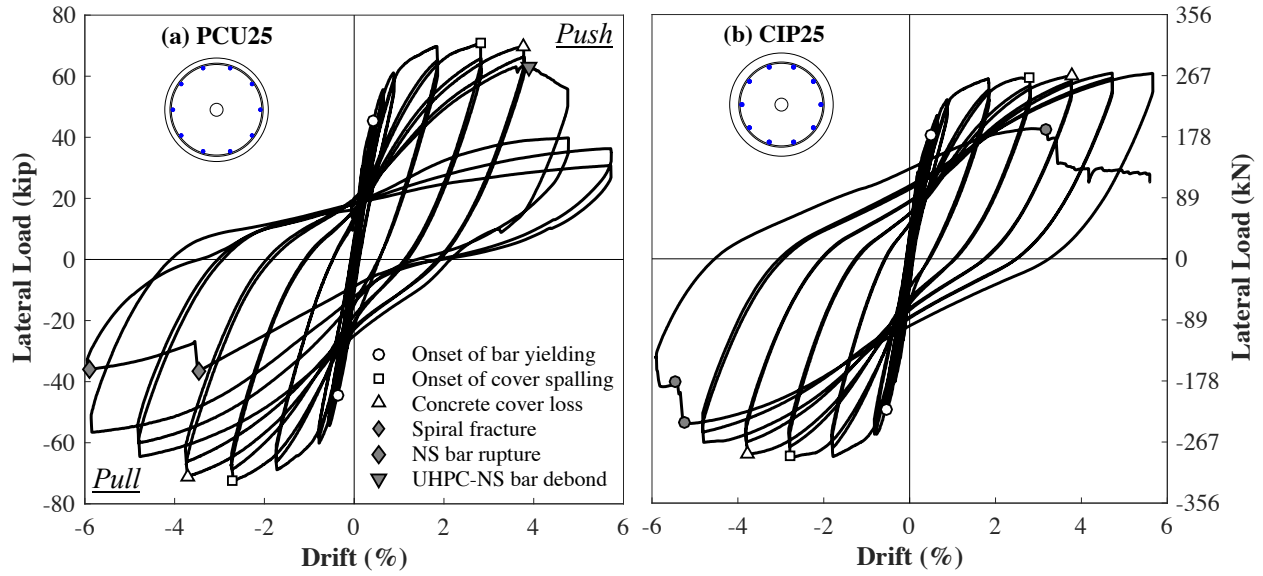 (a) PCU25
Push
Pull
80
60
40
20
0
-20
-40
-60
-80
Lateral Load (kip)
-6 -4 -2 0 2 4 6
Drift (%)
Onset of bar yielding
Onset of cover spalling
Concrete cover loss
Spiral fracture
NS bar rupture
UHPC-NS bar debond
(b) CIP25
356
267
178
89
0
-89
-178
-267
-356
Lateral Load (kN)
-6 -4 -2 0 2 4 6
Drift (%)